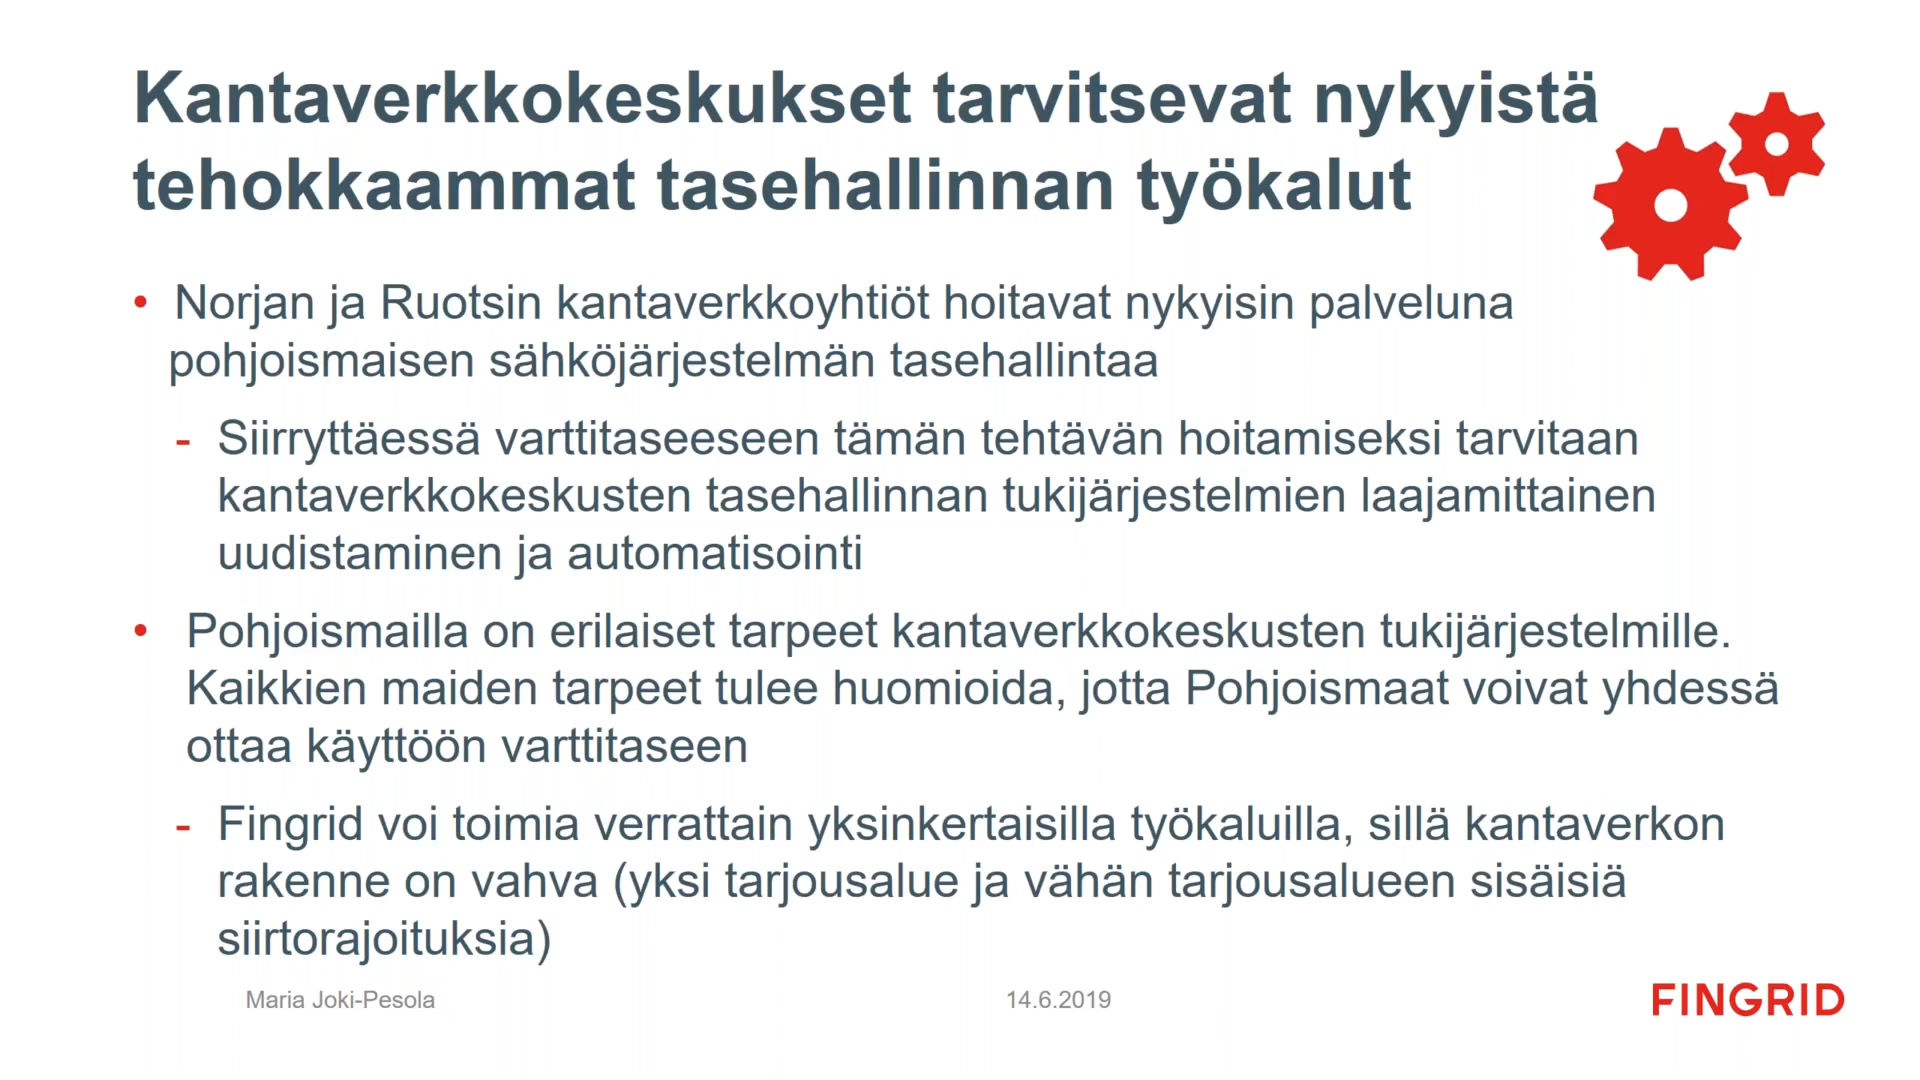 Kantaverkkokeskukset tarvitsevat nykyistä
tehokkaammat tasehallinnan työkalut
• Norjan ja Ruotsin kantaverkkoyhtiöt hoitavat nykyisin palveluna
pohjoismaisen sähköjärjestelmän tasehallintaa
- Siirryttäessä varttitaseeseen tämän tehtävän hoitamiseksi tarvitaan
kantaverkkokeskusten tasehallinnan tukijärjestelmien laajamittainen
uudistaminen ja automatisointi
• Pohjoismailla on erilaiset tarpeet kantaverkkokeskusten tukijärjestelmille.
Kaikkien maiden tarpeet tulee huomioida, jotta Pohjoismaat voivat yhdessä
ottaa käyttöön varttitaseen
- Fingrid voi toimia verrattain yksinkertaisilla työkaluilla, sillä kantaverkon
rakenne on vahva (yksi tarjousalue ja vähän tarjousalueen sisäisiä
siirtorajoituksia)
Maria Joki-Pesola
14.6.2019
FINGRID